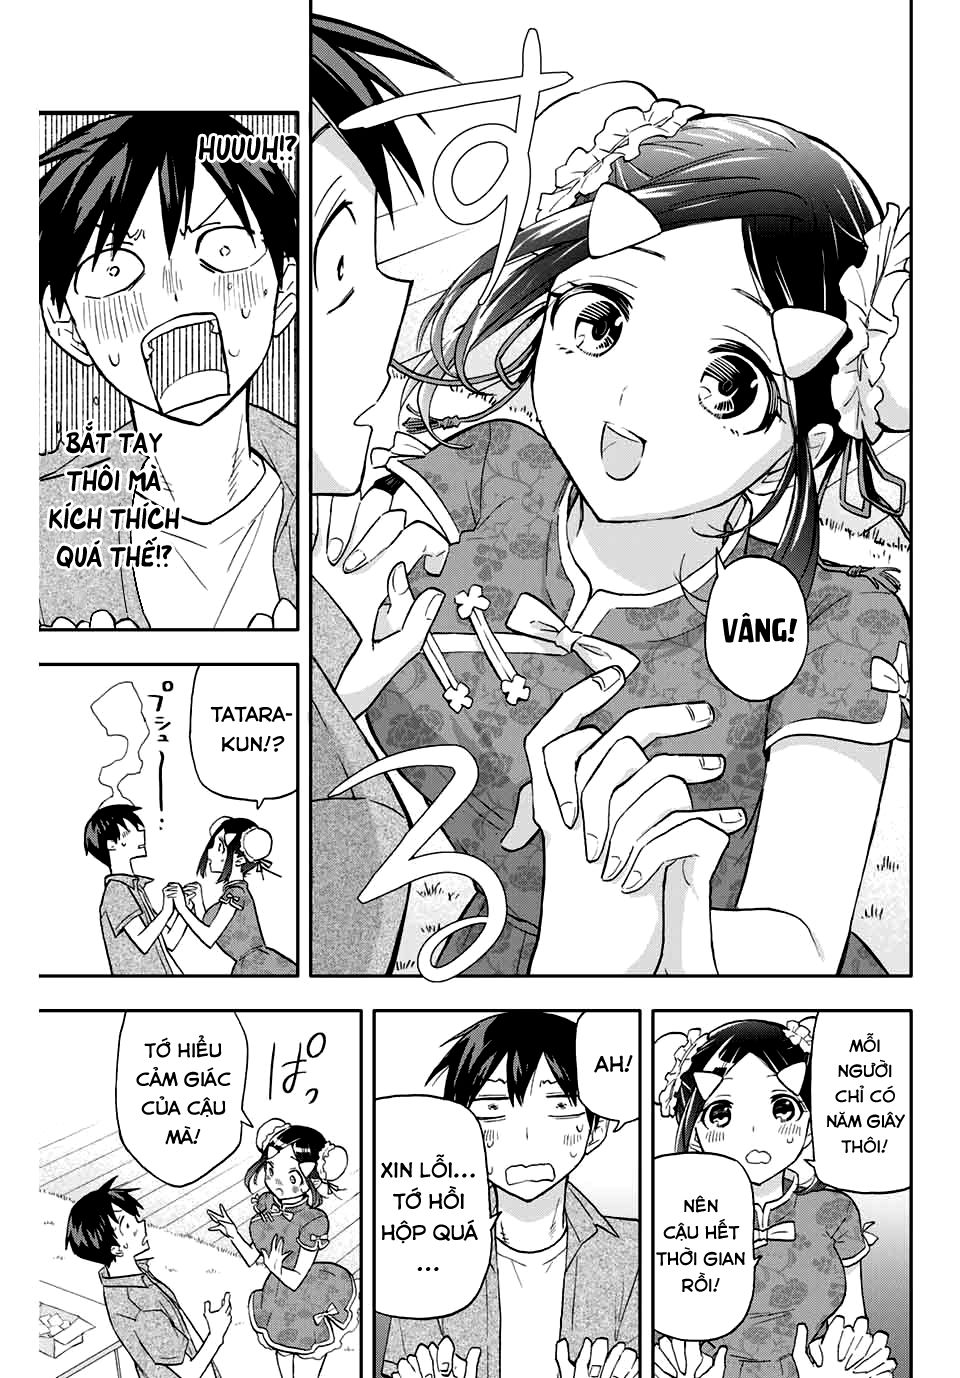 す
る
VÂNG!
HUUUH!?
BẮT TAY
THÔI MÀ
KÍCH THÍCH
QUÁ THẾ!?
TATARA-
KUN!?
プシュー…
MỖI
NGƯỜI
CHỈ CÓ
NĂM GIÂY
THÔI!
NÊN
CẬU HẾT
THỜI GIAN
RỒI!
AH!
XIN LỖI...
TỚ HỒI
HỘP QUÁ
...
ぱっ
TỚ HIỂU
CẢM GIÁC
CỦA CẬU
MÀ!